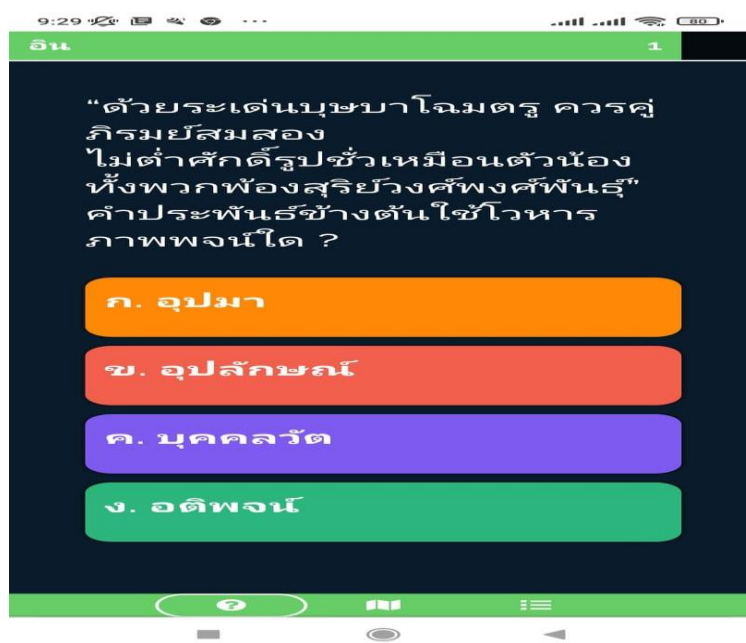 9:29
80
อิน
1
“ด้วยระเด่นบุษบาโฉมตรู ควรคู่
ภิรมย์สมสอง
ไม่ต่ำศักดิ์รูปชั่วเหมือนตัวน้อง
ทั้งพวกพ้องสุริย์วงศ์พงศ์พันธุ์”
คำประพันธ์ข้างต้นใช้โวหาร
ภาพพจน์ใด ?
ก. อุปมา
ข. อุปลักษณ์
ค. บุคคลวัต
ง. อติพจน์